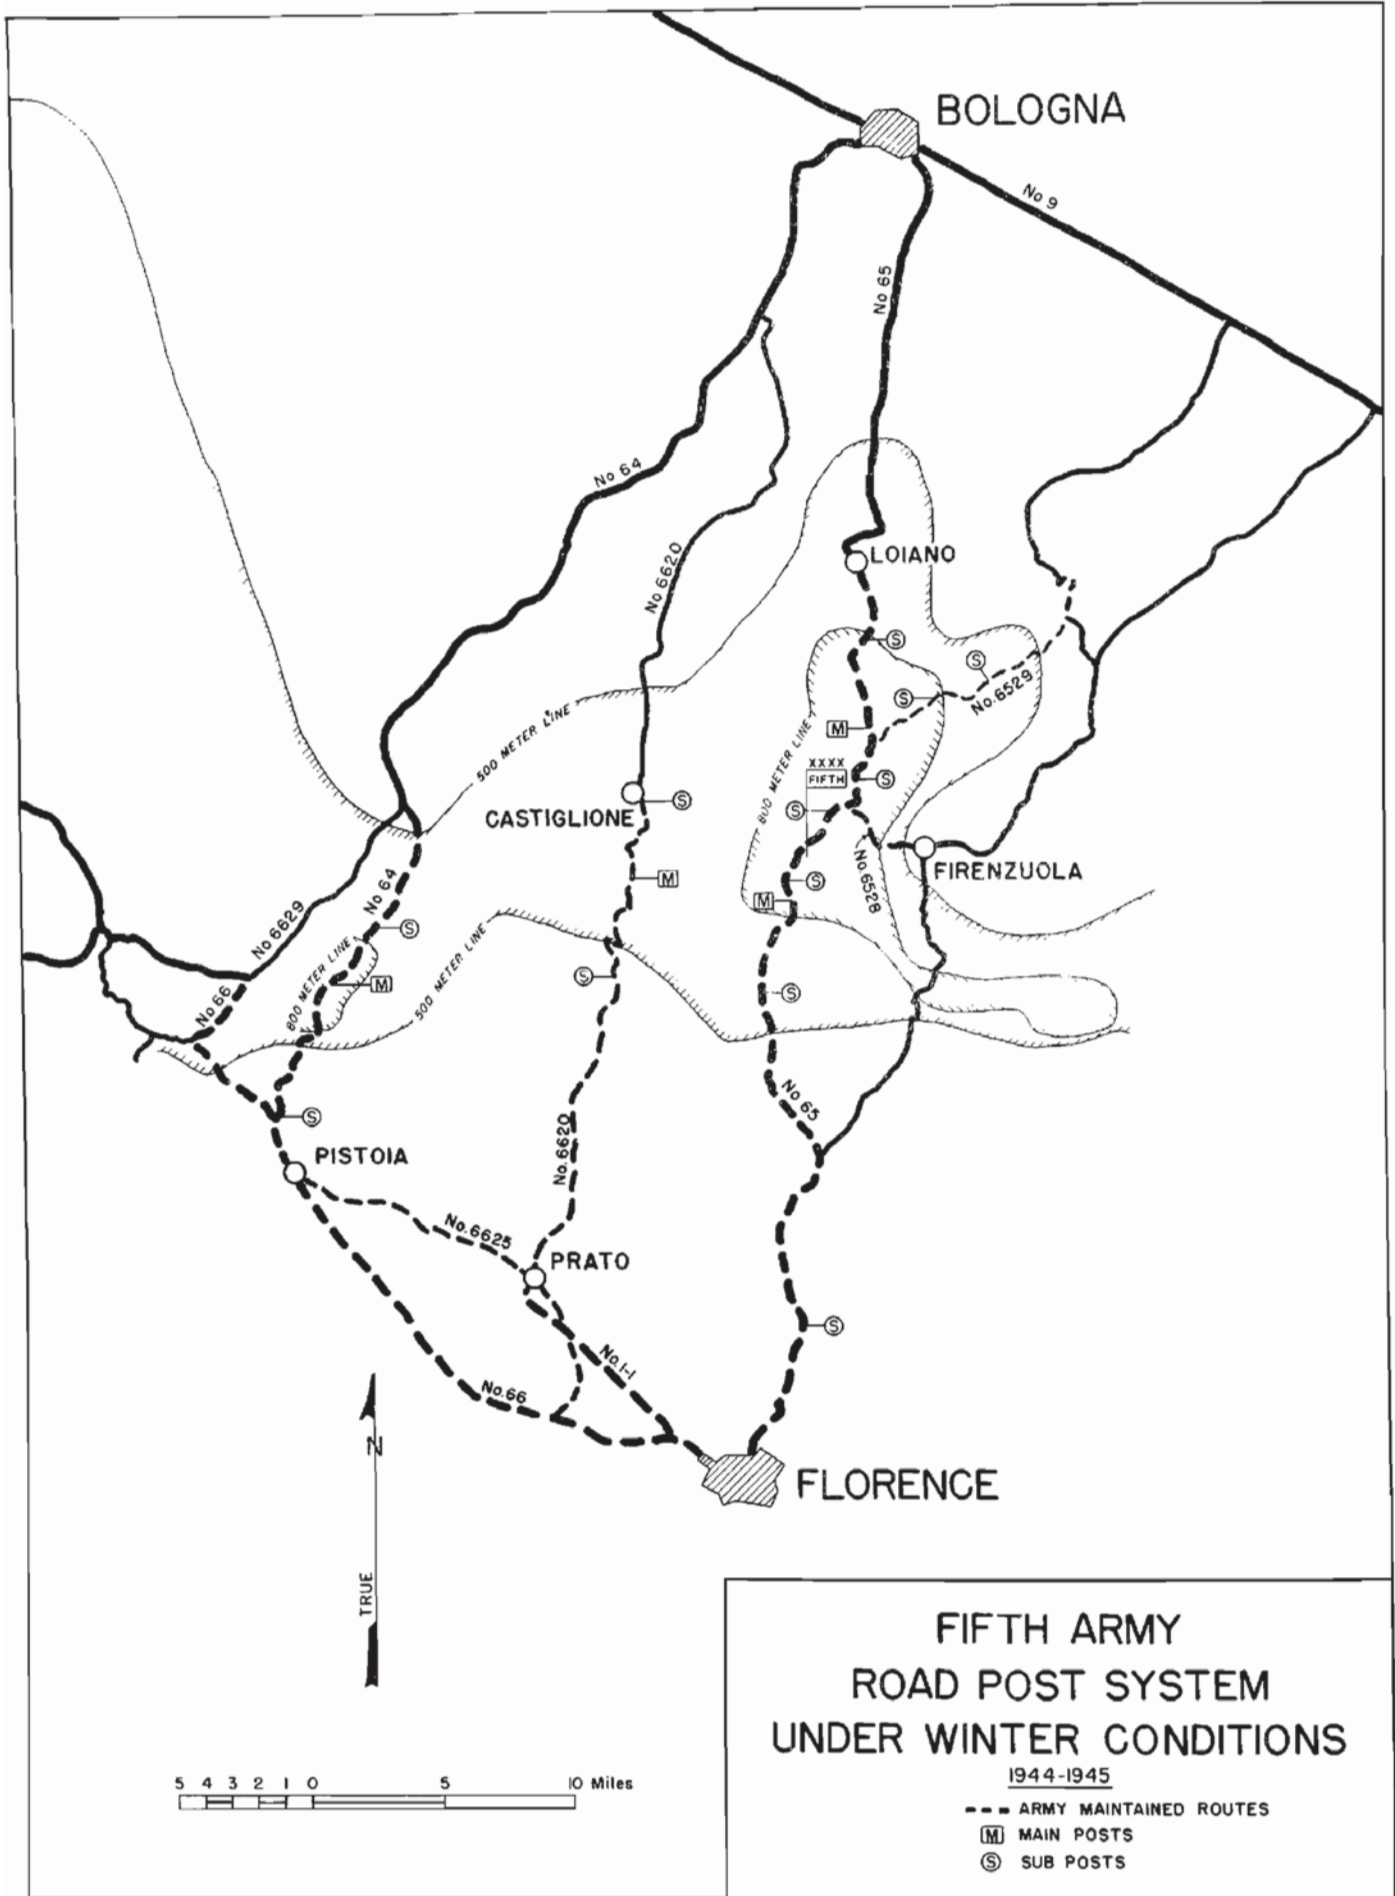 BOLOGNA
No 9
No 65
No 64
No 6620
LOIANO
S
S
No.6529
S
500 METER LINE
M
800 METER LINE
XXXX
FIFTH
S
S
CASTIGLIONE
S
No.6528
FIRENZUOLA
M
S
M
No 64
No 6629
S
800 METER LINE
M
500 METER LINE
S
S
No 66
No 65
S
PISTOIA
No.6620
No.6625
PRATO
S
No.1-1
No.66
N
TRUE
FLORENCE
5 4 3 2 1 0 5 10 Miles
FIFTH ARMY
ROAD POST SYSTEM
UNDER WINTER CONDITIONS
1944-1945
ARMY MAINTAINED ROUTES
M MAIN POSTS
S SUB POSTS